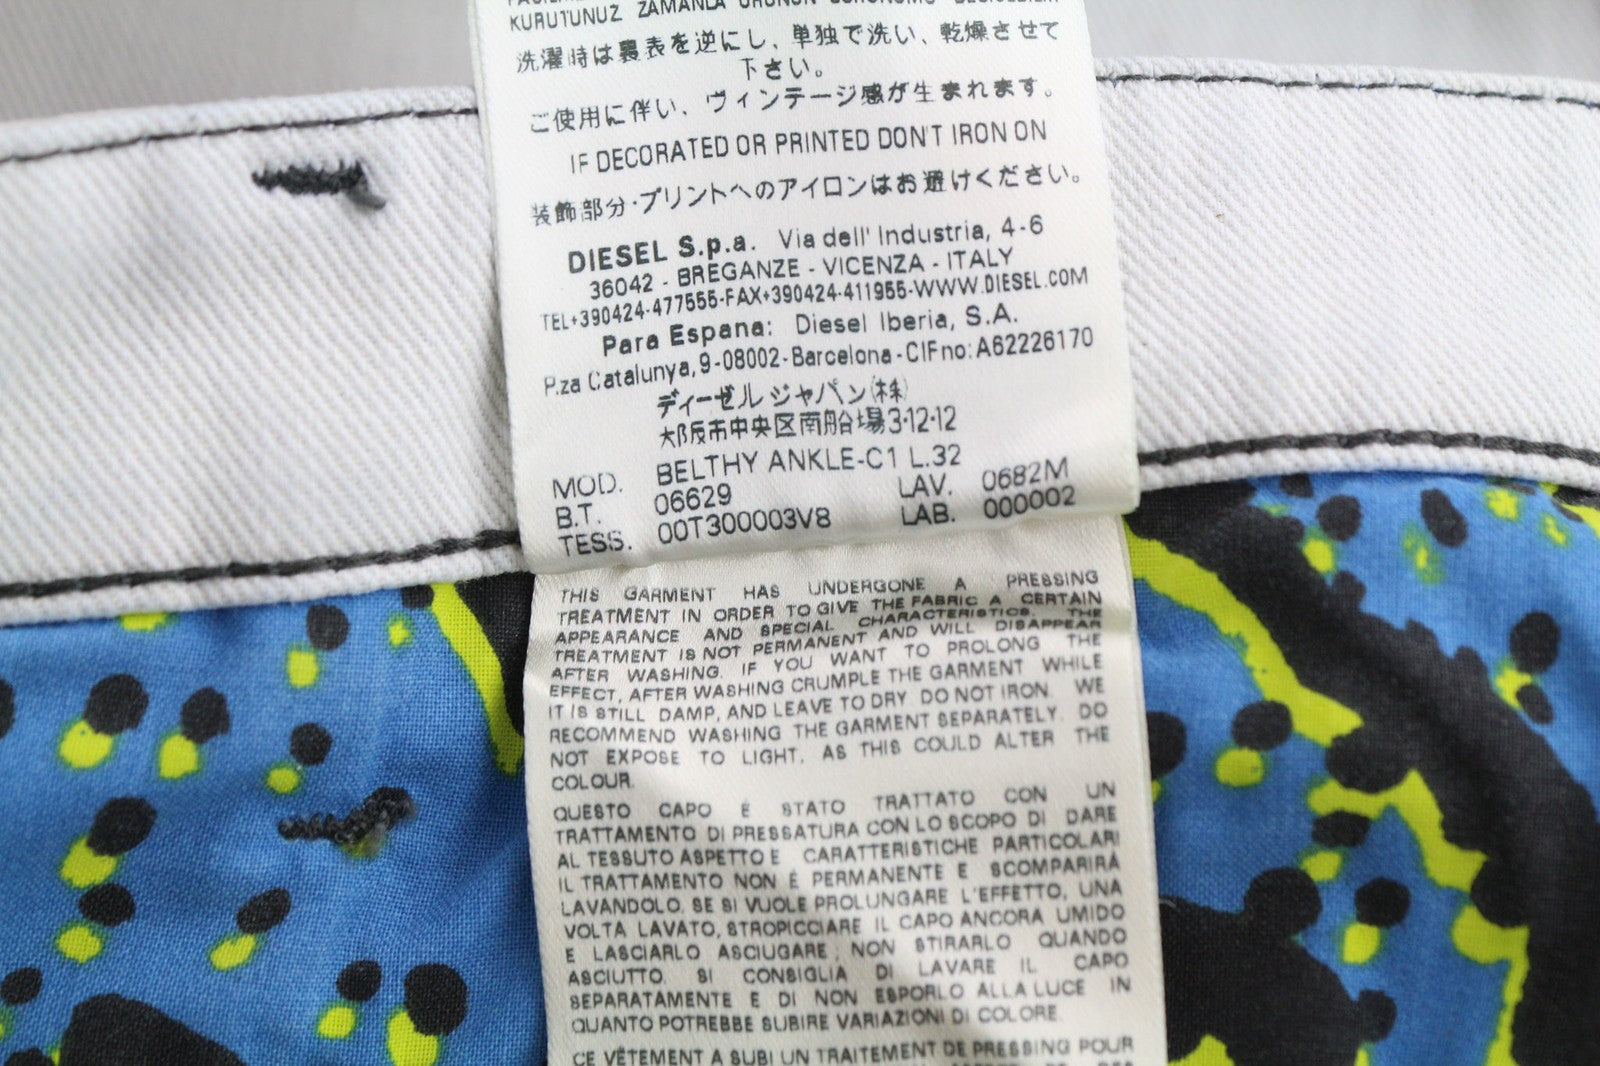 KURUTUNUZ ZAMANLA ÜRÜNÜN
洗濯時は裏表を逆にし、単独で洗い、乾燥させて
下さい。
ご使用に伴い、ヴィンテージ感が生まれます。
IF DECORATED OR PRINTED DON'T IRON ON
装飾部分・プリントへのアイロンはお避けください。
DIESEL S.p.a. Via dell' Industria, 4-6
36042 - BREGANZE - VICENZA - ITALY
TEL+390424-477555-FAX+390424-411955-WWW.DIESEL.COM
Para Espana: Diesel Iberia, S.A.
P.za Catalunya, 9-08002-Barcelona-CIFno: A62226170
ディーゼル ジャパン(株)
大阪市中央区南船場3-12-12
MOD. BELTHY ANKLE-C1 L.32
B.T. 06629 LAV. 0682M
TESS. 00T300003V8 LAB. 000002
THIS GARMENT HAS UNDERGONE A PRESSING
TREATMENT IN ORDER TO GIVE THE FABRIC A CERTAIN
APPEARANCE AND SPECIAL CHARACTERISTICS. THE
TREATMENT IS NOT PERMANENT AND WILL DISAPPEAR
AFTER WASHING. IF YOU WANT TO PROLONG THE
EFFECT, AFTER WASHING CRUMPLE THE GARMENT WHILE
IT IS STILL DAMP, AND LEAVE TO DRY. DO NOT IRON. WE
RECOMMEND WASHING THE GARMENT SEPARATELY. DO
NOT EXPOSE TO LIGHT, AS THIS COULD ALTER THE
COLOUR.
QUESTO CAPO È STATO TRATTATO CON UN
TRATTAMENTO DI PRESSATURA CON LO SCOPO DI DARE
AL TESSUTO ASPETTO E CARATTERISTICHE PARTICOLARI
IL TRATTAMENTO NON È PERMANENTE E SCOMPARIRÀ
LAVANDOLO. SE SI VUOLE PROLUNGARE L'EFFETTO, UNA
VOLTA LAVATO, STROPICCIARE IL CAPO ANCORA UMIDO
E LASCIARLO ASCIUGARE; NON STIRARLO QUANDO
ASCIUTTO. SI CONSIGLIA DI LAVARE IL CAPO
SEPARATAMENTE E DI NON ESPORLO ALLA LUCE IN
QUANTO POTREBBE SUBIRE VARIAZIONI DI COLORE.
CE VÊTEMENT A SUBI UN TRAITEMENT DE PRESSING POUR